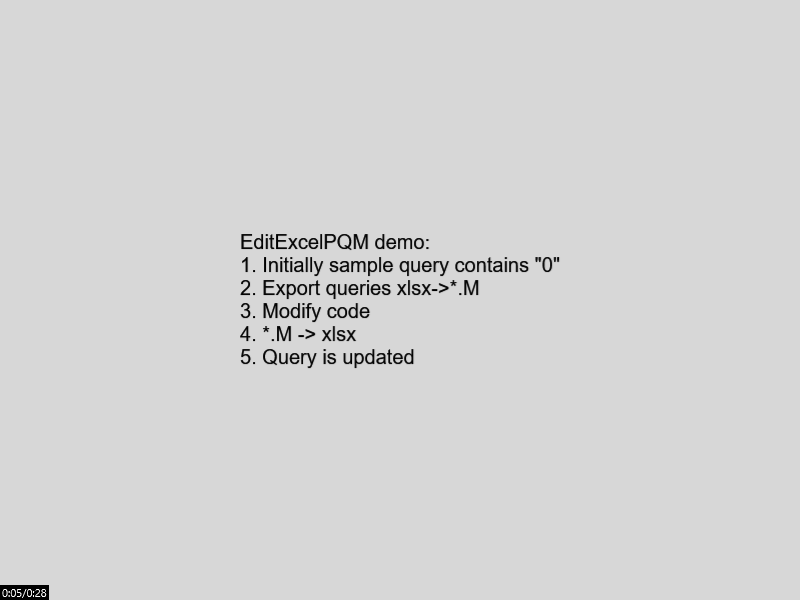 EditExcelPQM demo:
1. Initially sample query contains "0"
2. Export queries xlsx->*.M
3. Modify code
4. *.M -> xlsx
5. Query is updated
0:05/0:28